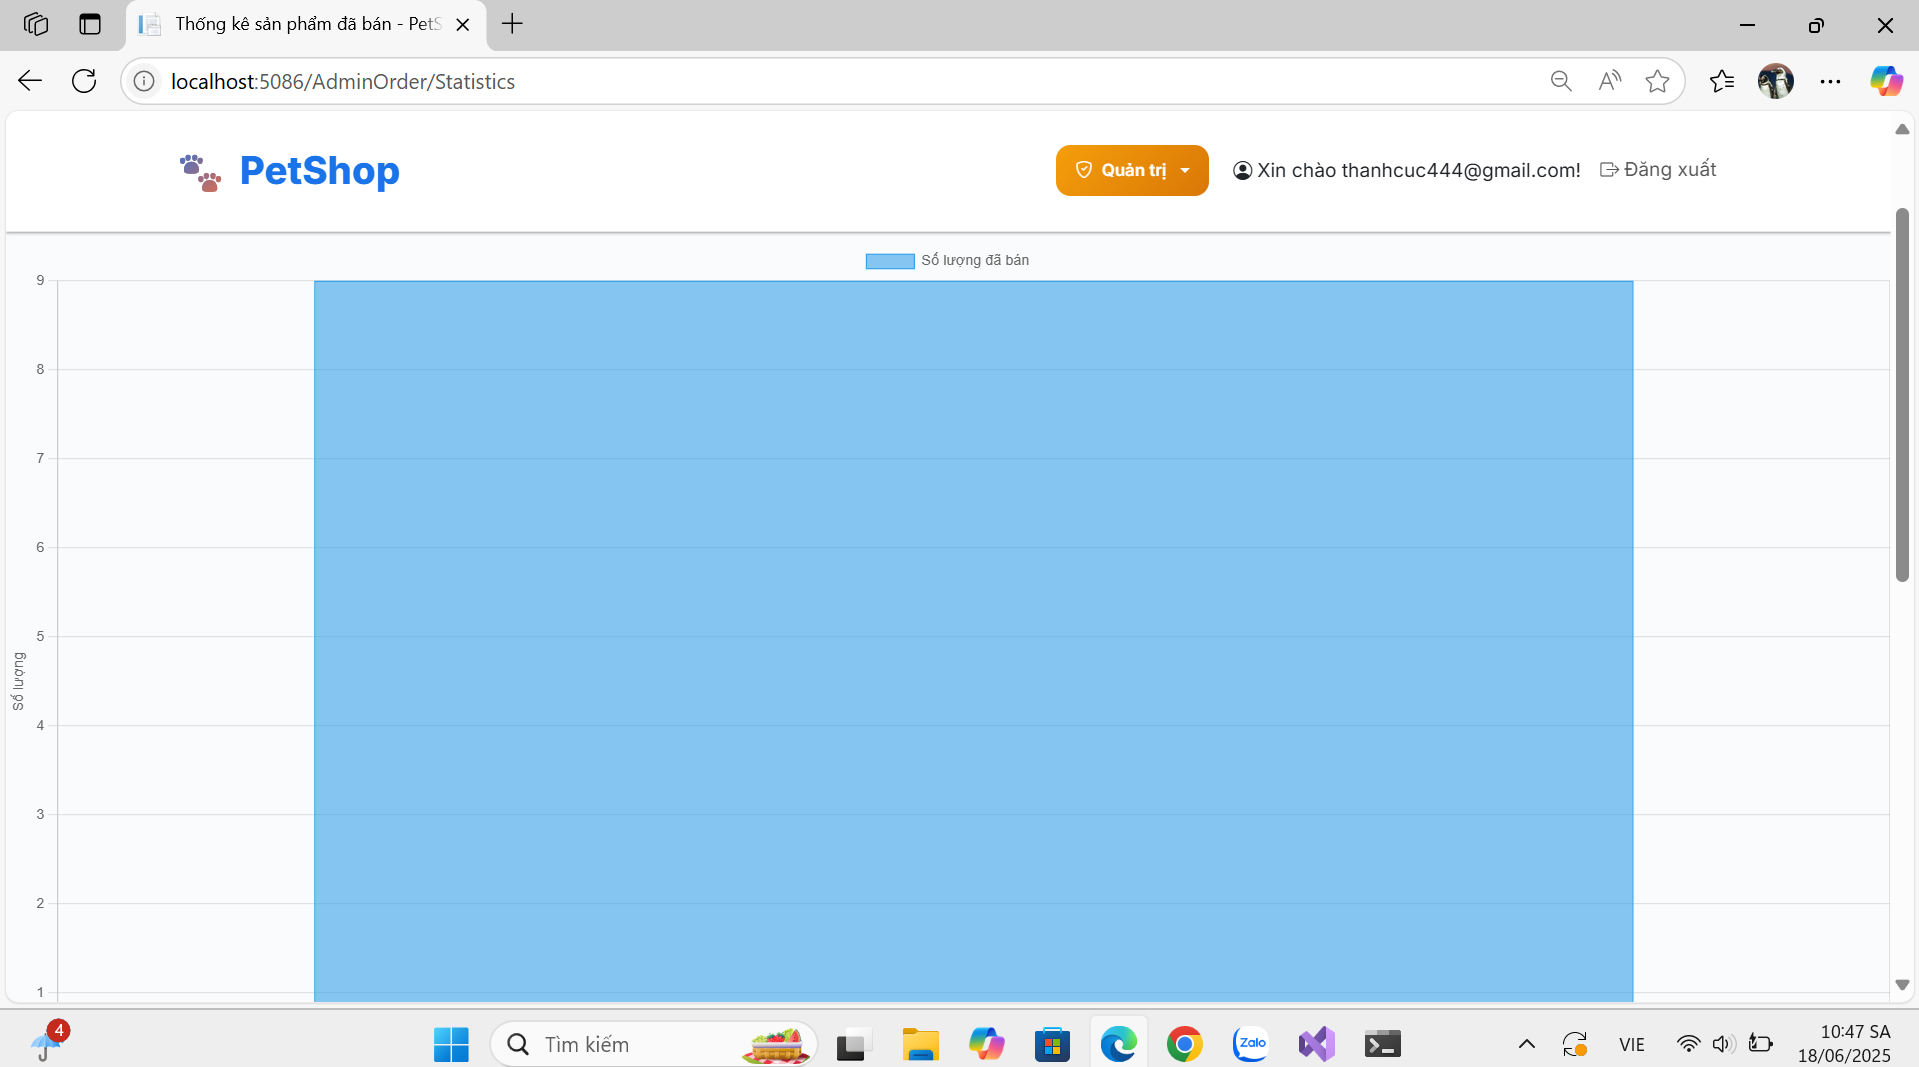 Thống kê sản phẩm đã bán - PetS
localhost:5086/AdminOrder/Statistics
PetShop
Quản trị
Xin chào thanhcuc444@gmail.com!
Đăng xuất
Số lượng đã bán
9
8
7
6
5
Số lượng
4
3
2
1
4
Tìm kiếm
Zalo
VIE
10:47 SA
18/06/2025